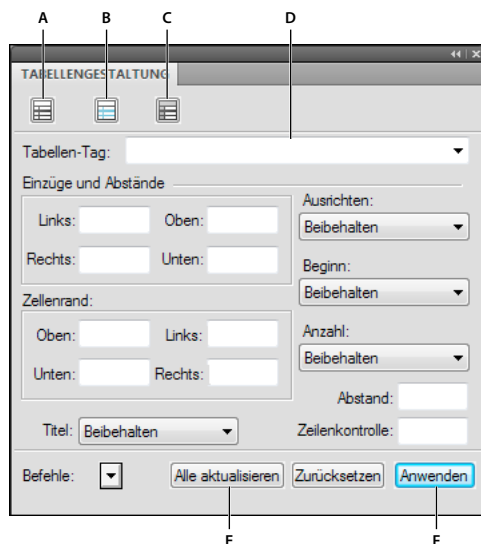 A B C D
TABELLENGESTALTUNG
Tabellen-Tag:
Einzüge und Abstände
Links: Oben:
Rechts: Unten:
Ausrichten:
Beibehalten
Beginn:
Beibehalten
Zellenrand:
Oben: Links:
Unten: Rechts:
Anzahl:
Beibehalten
Abstand:
Titel: Beibehalten
Zeilenkontrolle:
Befehle: Alle aktualisieren Zurücksetzen Anwenden